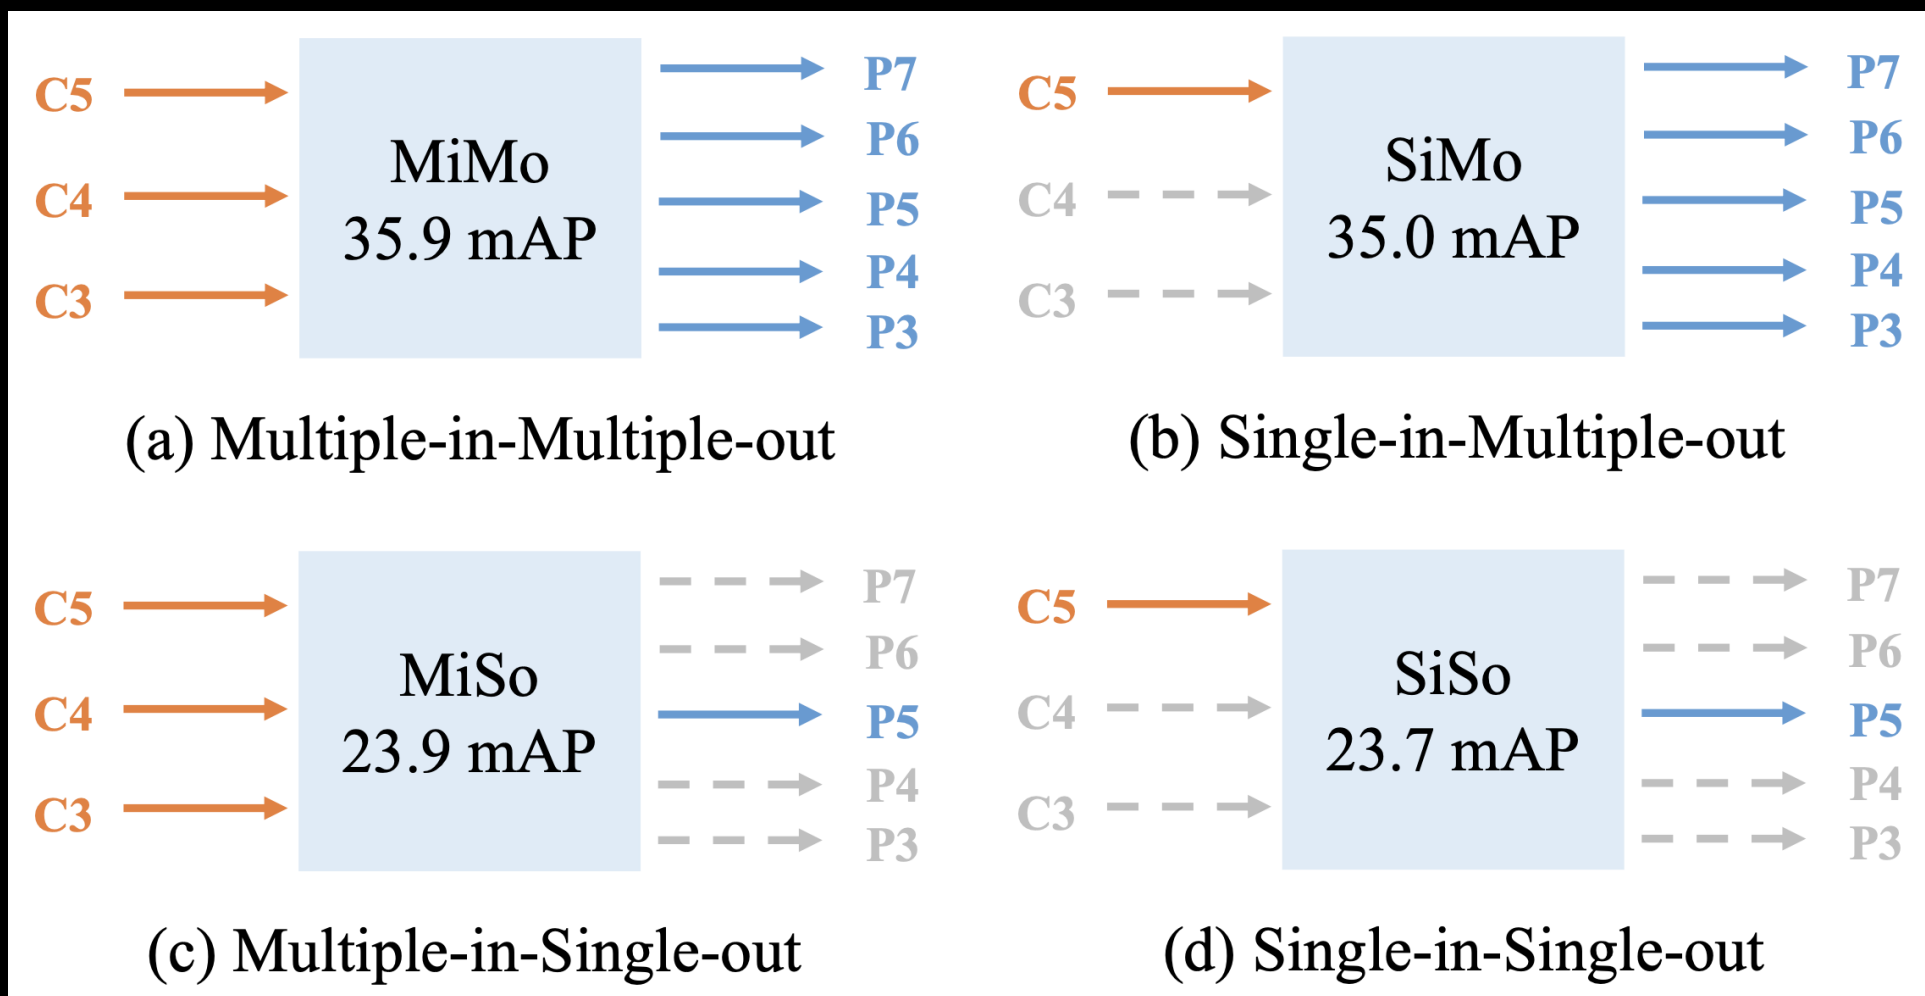 C5
C4
C3
MiMo
35.9 mAP
P7
P6
P5
P4
P3
(a) Multiple-in-Multiple-out
C5
C4
C3
SiMo
35.0 mAP
P7
P6
P5
P4
P3
(b) Single-in-Multiple-out
C5
C4
C3
MiSo
23.9 mAP
P7
P6
P5
P4
P3
(c) Multiple-in-Single-out
C5
C4
C3
SiSo
23.7 mAP
P7
P6
P5
P4
P3
(d) Single-in-Single-out